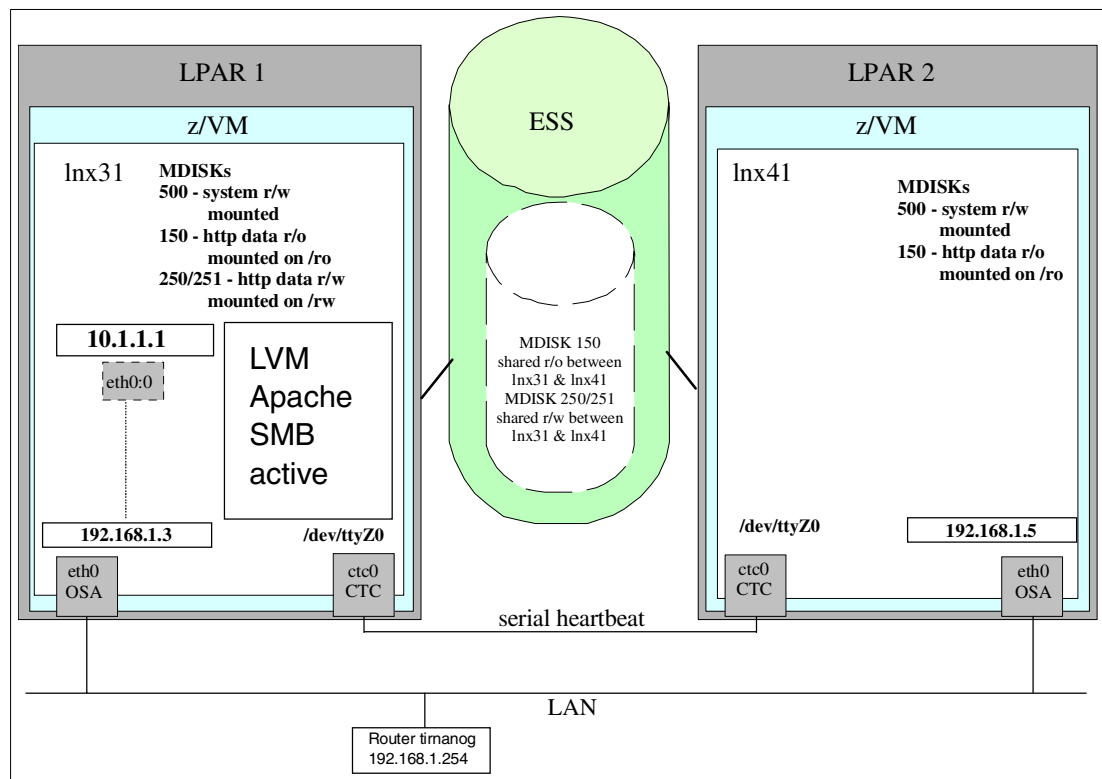 LPAR 1
z/VM
lnx31
MDISKs
500 - system r/w
mounted
150 - http data r/o
mounted on /ro
250/251 - http data r/w
mounted on /rw
10.1.1.1
eth0:0
LVM
Apache
SMB
active
192.168.1.3
/dev/ttyZ0
eth0
OSA
ctc0
CTC
ESS
MDISK 150
shared r/o between
lnx31 & lnx41
MDISK 250/251
shared r/w between
lnx31 & lnx41
LPAR 2
z/VM
lnx41
MDISKs
500 - system r/w
mounted
150 - http data r/o
mounted on /ro
/dev/ttyZ0
192.168.1.5
ctc0
CTC
eth0
OSA
serial heartbeat
LAN
Router tirnanog
192.168.1.254